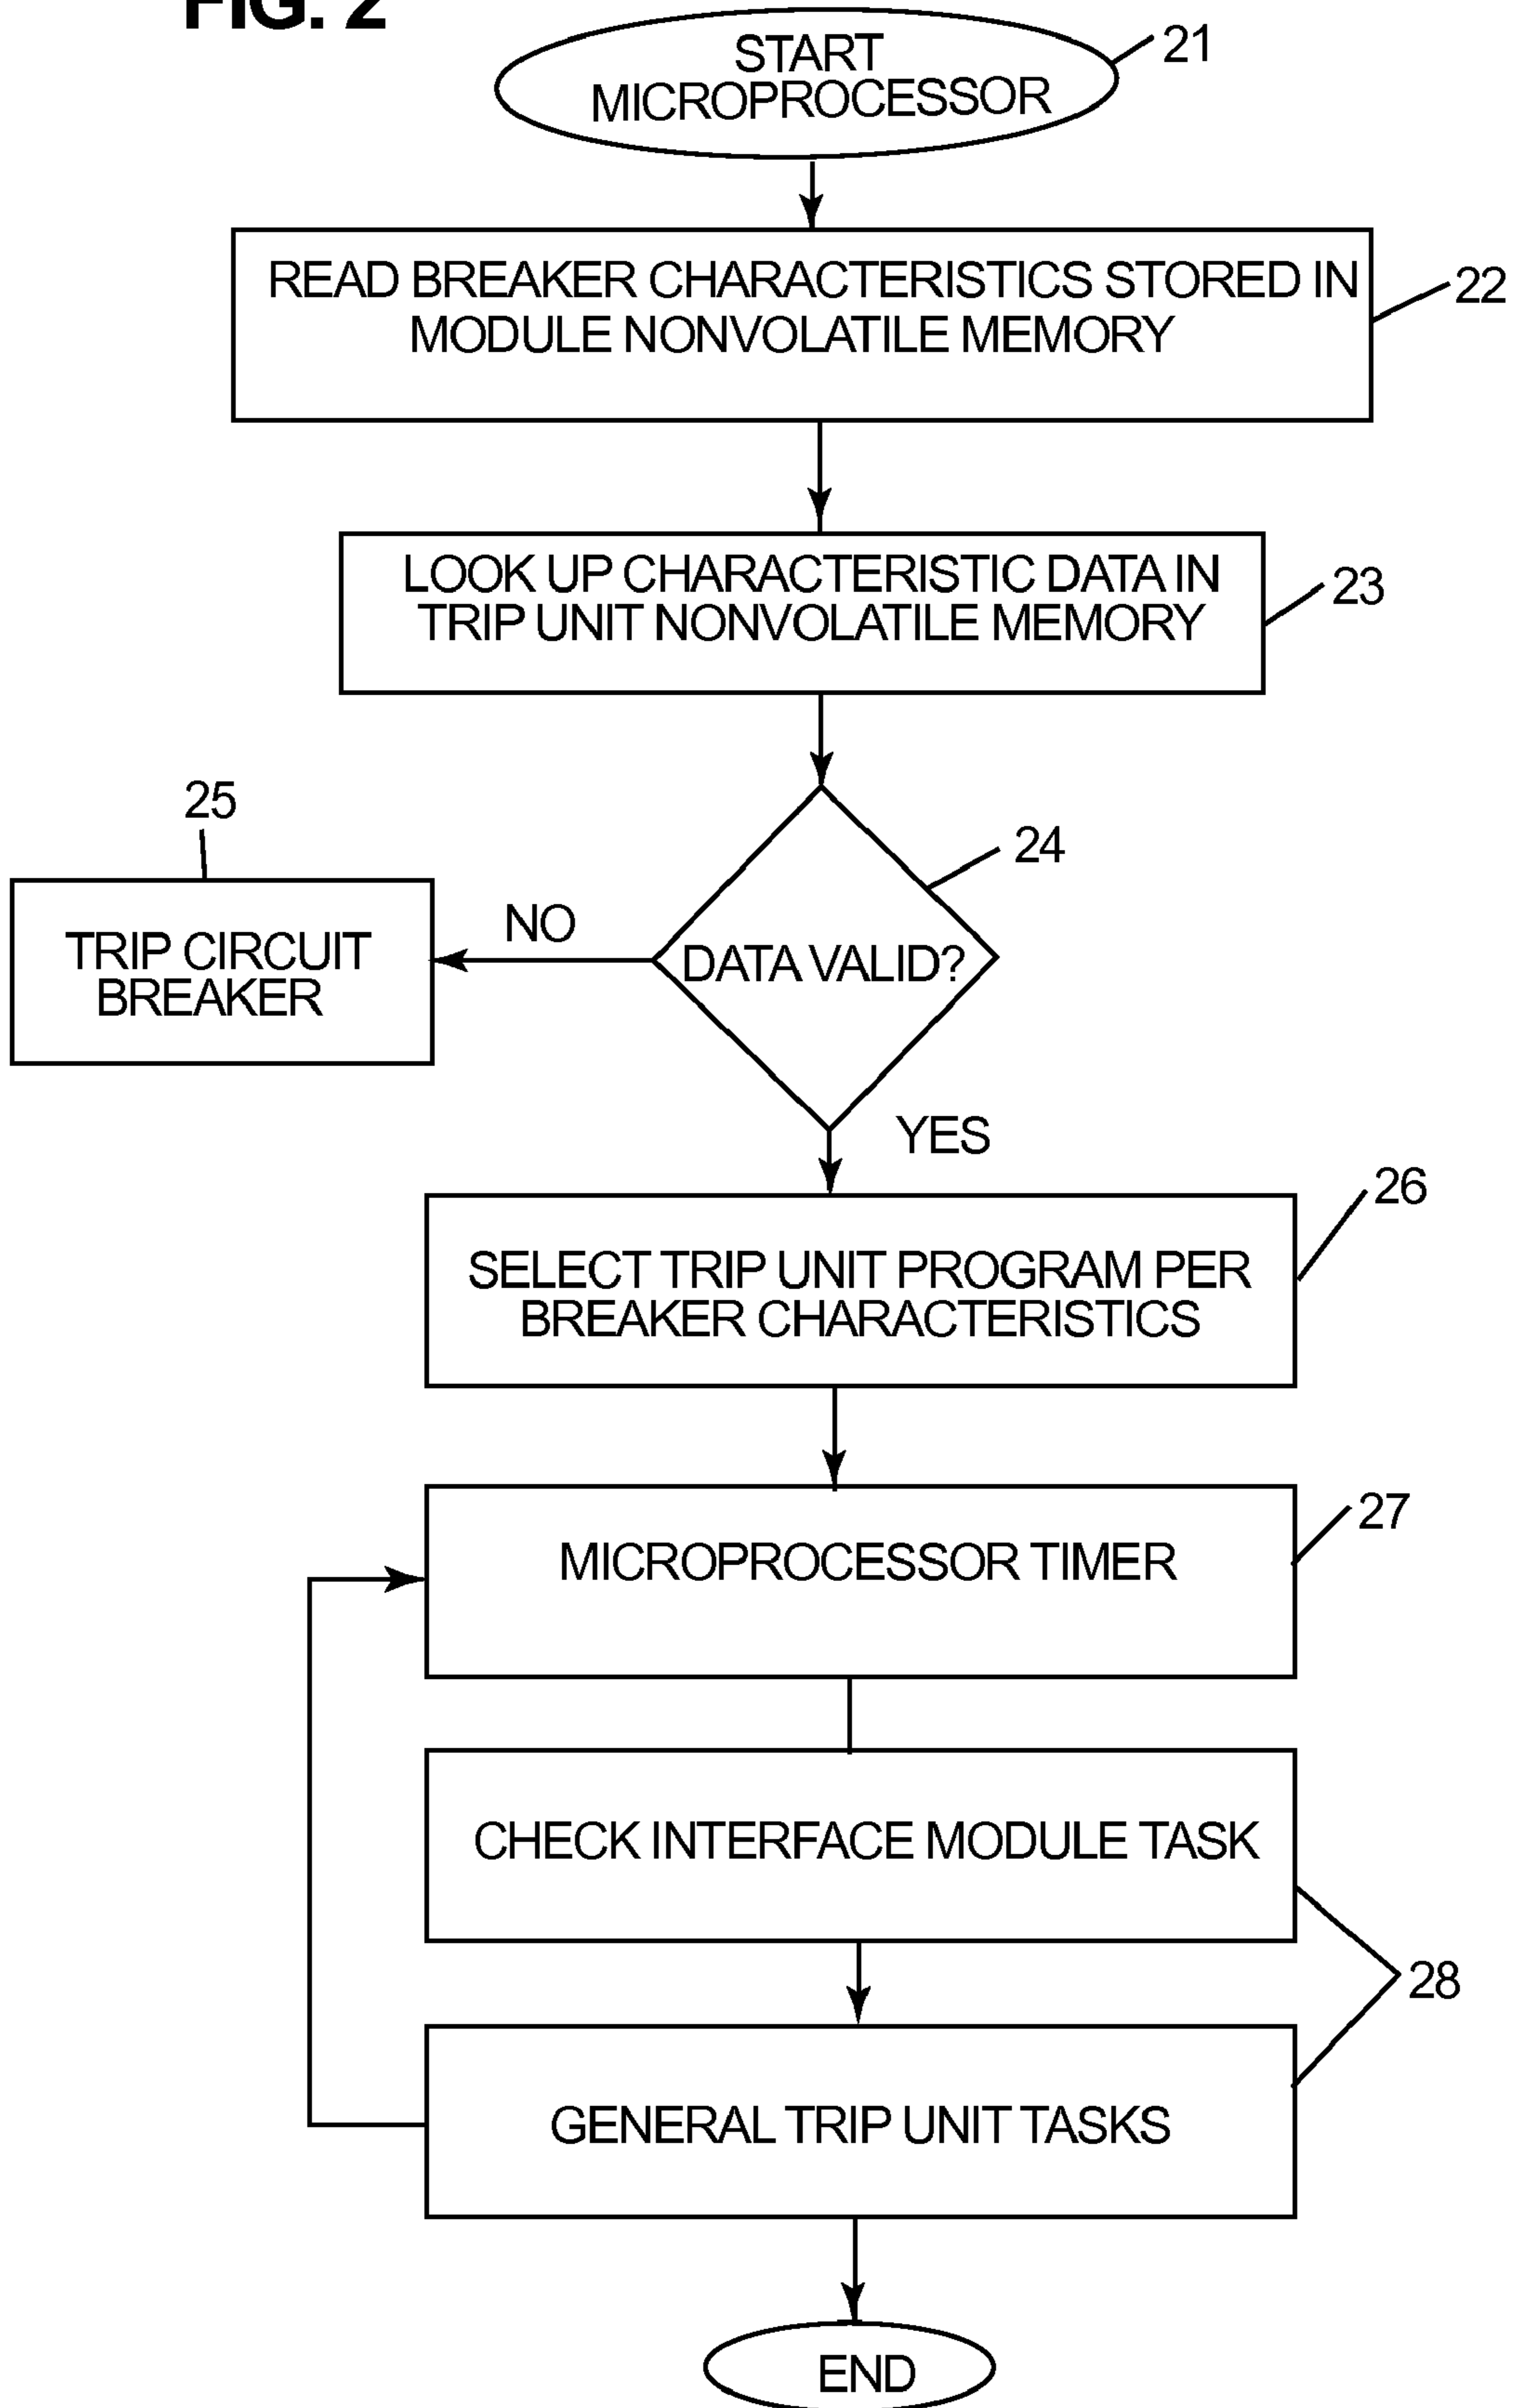 FIG. 2
START
MICROPROCESSOR
21
READ BREAKER CHARACTERISTICS STORED IN
MODULE NONVOLATILE MEMORY
22
LOOK UP CHARACTERISTIC DATA IN
TRIP UNIT NONVOLATILE MEMORY
23
24
DATA VALID?
NO
25
TRIP CIRCUIT
BREAKER
YES
26
SELECT TRIP UNIT PROGRAM PER
BREAKER CHARACTERISTICS
27
MICROPROCESSOR TIMER
CHECK INTERFACE MODULE TASK
28
GENERAL TRIP UNIT TASKS
END